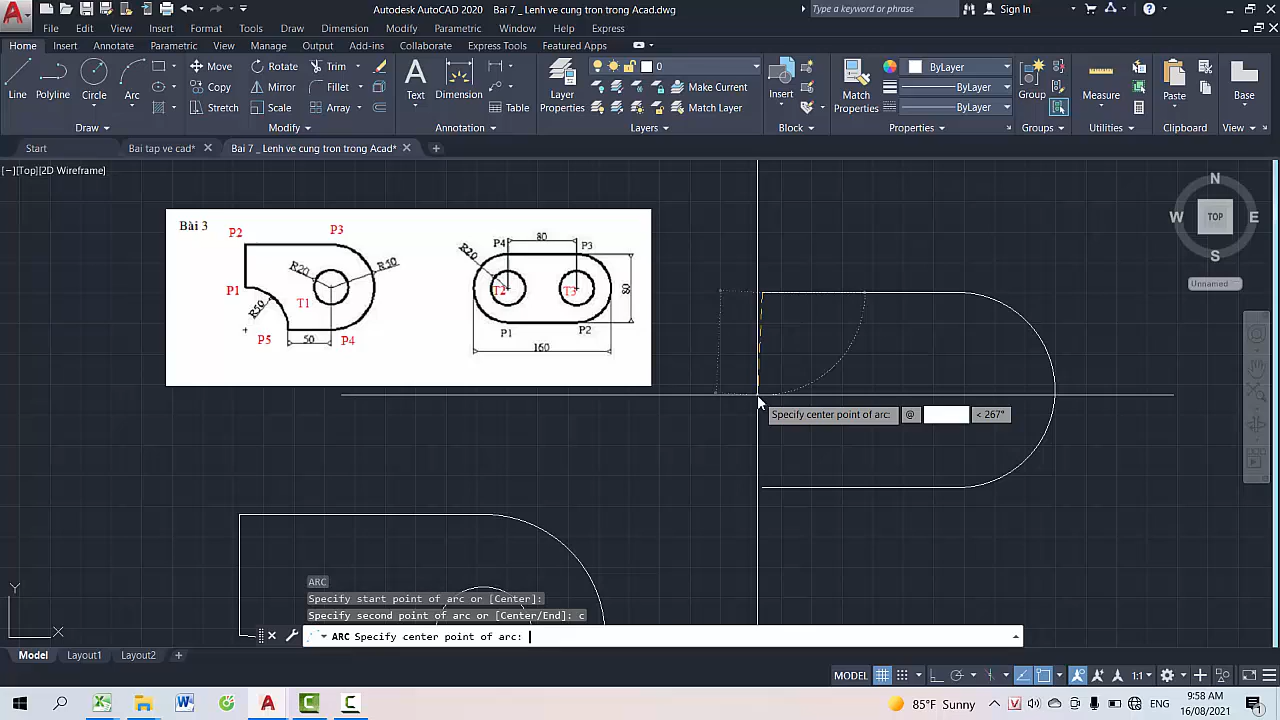 Autodesk AutoCAD 2020 Bai 7 _ Lenh ve cung tron trong Acad.dwg
Type a keyword or phrase
Sign In
File Edit View Insert Format Tools Draw Dimension Modify Parametric Window Help Express
Home Insert Annotate Parametric View Manage Output Add-ins Collaborate Express Tools Featured Apps
Line Polyline Circle Arc
Move Rotate Trim
Copy Mirror Fillet
Stretch Scale Array
Text Dimension Table
Layer Properties
0
Make Current
Match Layer
Insert
Match Properties
ByLayer
ByLayer
ByLayer
Group Measure Paste Base
Draw Modify Annotation Layers Block Properties Groups Utilities Clipboard View
Start Bai tap ve cad* Bai 7 _ Lenh ve cung tron trong Acad*
[−][Top][2D Wireframe]
N
W TOP E
S
Unnamed
Bài 3
P2 P3
R20 R50
P1 T1
R50
P5 50 P4
R20
P4 80 P3
T2 T3
80
P1 P2
160
Specify center point of arc: @ < 267°
ARC
Specify start point of arc or [Center]:
Specify second point of arc or [Center/End]: c
ARC Specify center point of arc:
Y
X
Model Layout1 Layout2
MODEL 1:1
85°F Sunny
ENG
9:58 AM
16/08/2021